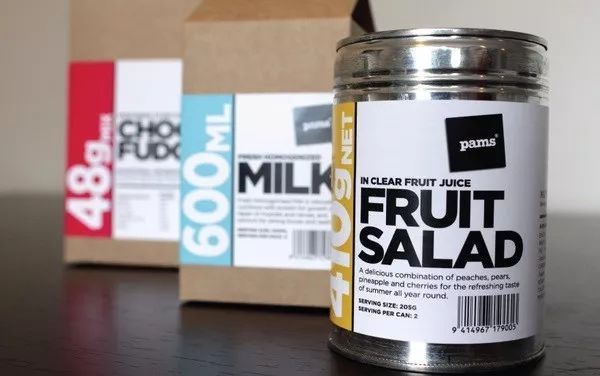 48g MIX
CHOC
FUDG
600ML
pams
FRESH HOMOGENIZED
MILK
410g NET
pams
IN CLEAR FRUIT JUICE
FRUIT
SALAD
A delicious combination of peaches, pears,
pineapple and cherries for the refreshing taste
of summer all year round.
SERVING SIZE: 205G
SERVING PER CAN: 2
9 414967 179005